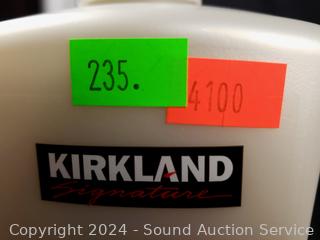 235.
4100
KIRKLAND
Signature
Copyright 2024 - Sound Auction Service